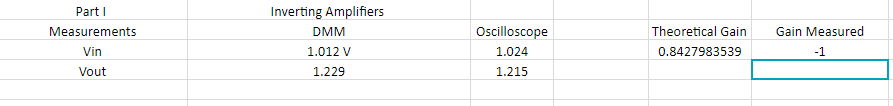 Part I Inverting Amplifiers
Measurements DMM Oscilloscope Theoretical Gain Gain Measured
Vin 1.012 V 1.024 0.8427983539 -1
Vout 1.229 1.215